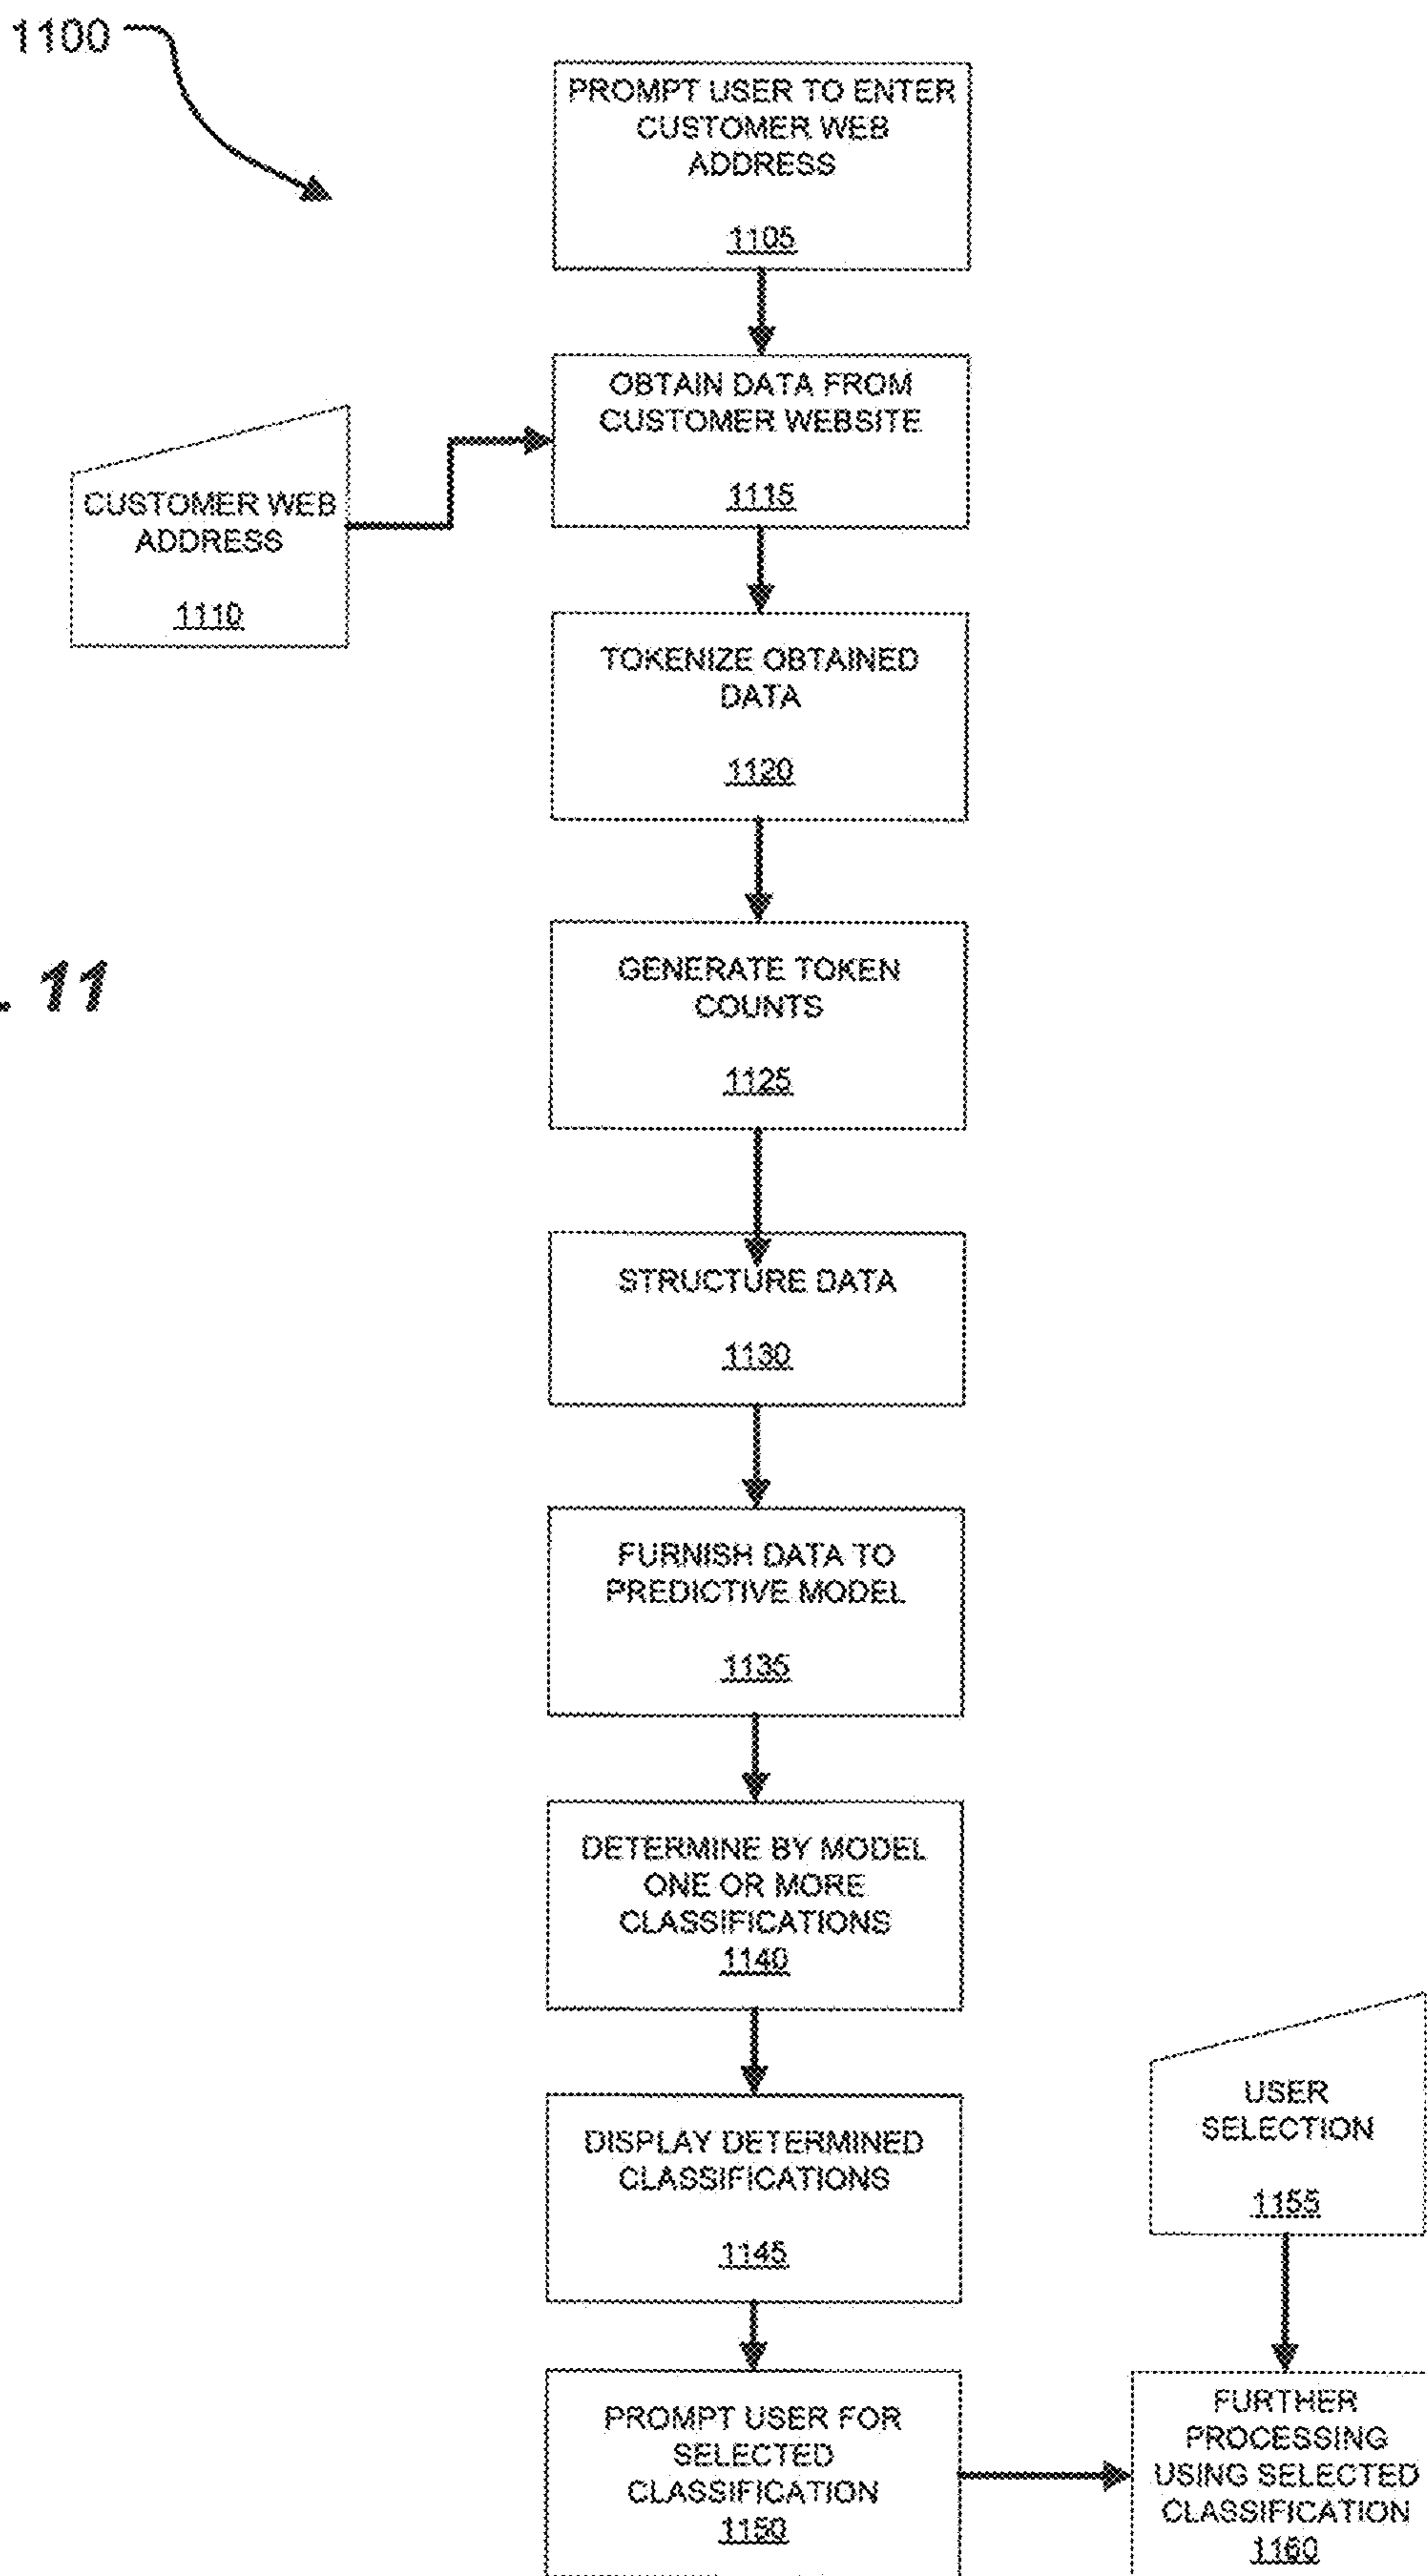 1100
PROMPT USER TO ENTER
CUSTOMER WEB
ADDRESS
1105
OBTAIN DATA FROM
CUSTOMER WEBSITE
1115
CUSTOMER WEB
ADDRESS
1110
TOKENIZE OBTAINED
DATA
1120
11
GENERATE TOKEN
COUNTS
1125
STRUCTURE DATA
1130
FURNISH DATA TO
PREDICTIVE MODEL
1135
DETERMINE BY MODEL
ONE OR MORE
CLASSIFICATIONS
1140
DISPLAY DETERMINED
CLASSIFICATIONS
1145
USER
SELECTION
1155
PROMPT USER FOR
SELECTED
CLASSIFICATION
1150
FURTHER
PROCESSING
USING SELECTED
CLASSIFICATION
1160